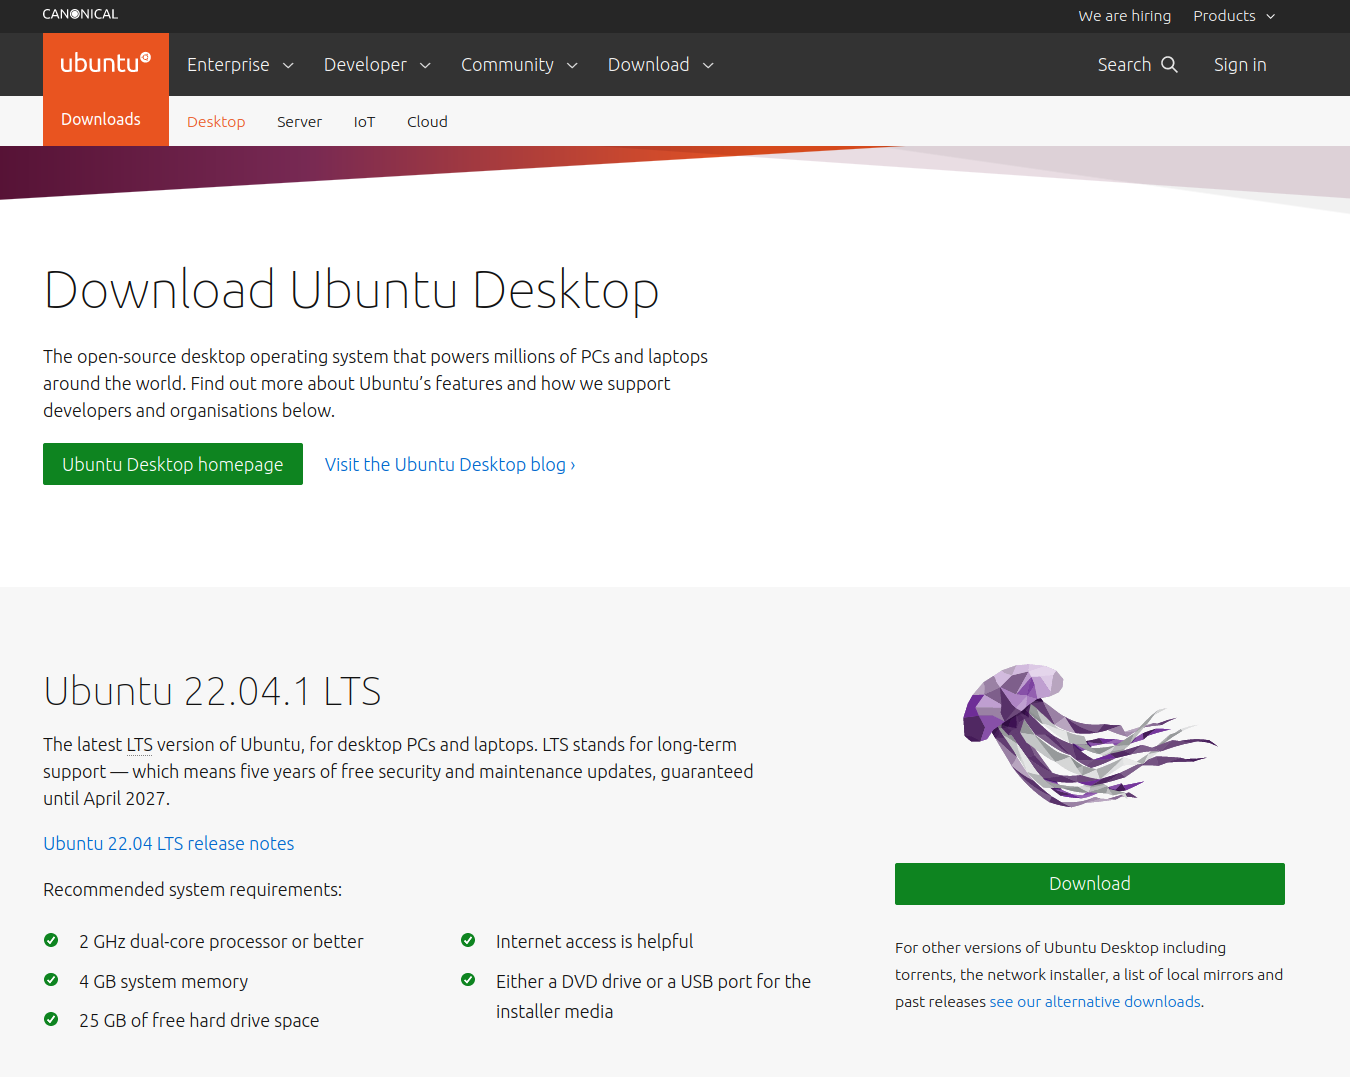 CANONICAL
We are hiring Products
ubuntu Enterprise Developer Community Download Search Sign in
Downloads Desktop Server IoT Cloud
Download Ubuntu Desktop
The open-source desktop operating system that powers millions of PCs and laptops
around the world. Find out more about Ubuntu’s features and how we support
developers and organisations below.
Ubuntu Desktop homepage Visit the Ubuntu Desktop blog ›
Ubuntu 22.04.1 LTS
The latest LTS version of Ubuntu, for desktop PCs and laptops. LTS stands for long-term
support — which means five years of free security and maintenance updates, guaranteed
until April 2027.
Ubuntu 22.04 LTS release notes
Recommended system requirements:
2 GHz dual-core processor or better
4 GB system memory
25 GB of free hard drive space
Internet access is helpful
Either a DVD drive or a USB port for the
installer media
Download
For other versions of Ubuntu Desktop including
torrents, the network installer, a list of local mirrors and
past releases see our alternative downloads.